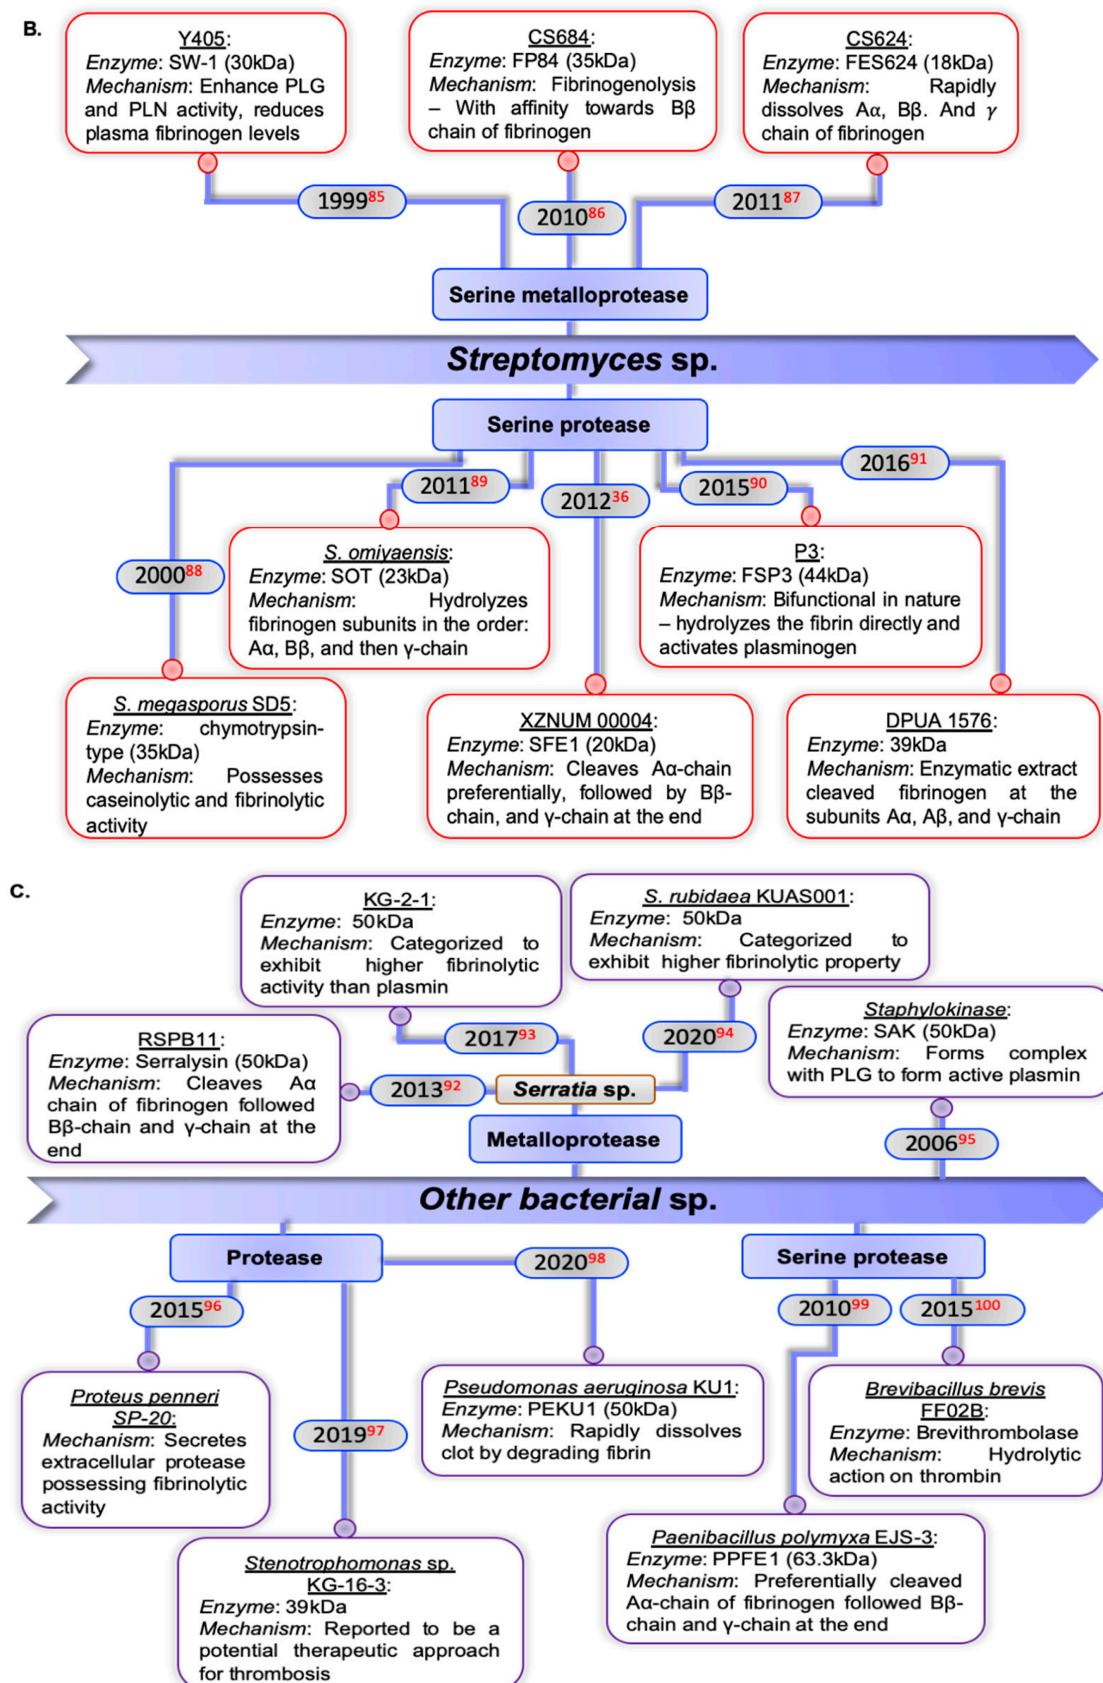 B.
Y405:
Enzyme: SW-1 (30kDa)
Mechanism: Enhance PLG
and PLN activity, reduces
plasma fibrinogen levels
CS684:
Enzyme: FP84 (35kDa)
Mechanism: Fibrinogenolysis
– With affinity towards Bβ
chain of fibrinogen
CS624:
Enzyme: FES624 (18kDa)
Mechanism: Rapidly
dissolves Aα, Bβ. And γ
chain of fibrinogen
1999⁸⁵
2010⁸⁶
2011⁸⁷
Serine metalloprotease
Streptomyces sp.
Serine protease
2016⁹¹
2011⁸⁹
2012³⁶
2015⁹⁰
2000⁸⁸
S. omiyaensis:
Enzyme: SOT (23kDa)
Mechanism: Hydrolyzes
fibrinogen subunits in the order:
Aα, Bβ, and then γ-chain
P3:
Enzyme: FSP3 (44kDa)
Mechanism: Bifunctional in nature
– hydrolyzes the fibrin directly and
activates plasminogen
S. megasporus SD5:
Enzyme: chymotrypsin-
type (35kDa)
Mechanism: Possesses
caseinolytic and fibrinolytic
activity
XZNUM 00004:
Enzyme: SFE1 (20kDa)
Mechanism: Cleaves Aα-chain
preferentially, followed by Bβ-
chain, and γ-chain at the end
DPUA 1576:
Enzyme: 39kDa
Mechanism: Enzymatic extract
cleaved fibrinogen at the
subunits Aα, Aβ, and γ-chain
C.
KG-2-1:
Enzyme: 50kDa
Mechanism: Categorized to
exhibit higher fibrinolytic
activity than plasmin
S. rubidaea KUAS001:
Enzyme: 50kDa
Mechanism: Categorized to
exhibit higher fibrinolytic property
Staphylokinase:
Enzyme: SAK (50kDa)
Mechanism: Forms complex
with PLG to form active plasmin
RSPB11:
Enzyme: Serralysin (50kDa)
Mechanism: Cleaves Aα
chain of fibrinogen followed
Bβ-chain and γ-chain at the
end
2017⁹³
2020⁹⁴
2013⁹²
Serratia sp.
Metalloprotease
2006⁹⁵
Other bacterial sp.
Protease
Serine protease
2020⁹⁸
2015⁹⁶
2010⁹⁹
2015¹⁰⁰
2019⁹⁷
Proteus penneri
SP-20:
Mechanism: Secretes
extracellular protease
possessing fibrinolytic
activity
Pseudomonas aeruginosa KU1:
Enzyme: PEKU1 (50kDa)
Mechanism: Rapidly dissolves
clot by degrading fibrin
Brevibacillus brevis
FF02B:
Enzyme: Brevithrombolase
Mechanism: Hydrolytic
action on thrombin
Stenotrophomonas sp.
KG-16-3:
Enzyme: 39kDa
Mechanism: Reported to be a
potential therapeutic approach
for thrombosis
Paenibacillus polymyxa EJS-3:
Enzyme: PPFE1 (63.3kDa)
Mechanism: Preferentially cleaved
Aα-chain of fibrinogen followed Bβ-
chain and γ-chain at the end